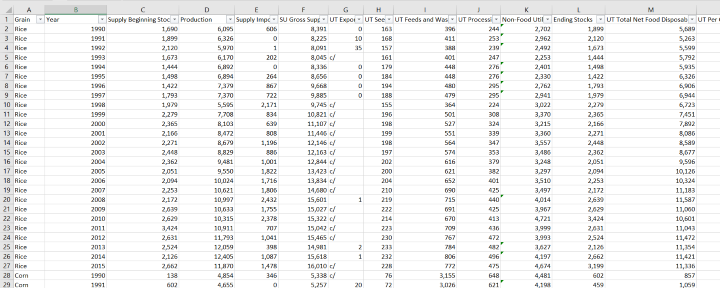 A B C D E F G H I J K L M
1 Grain Year Supply Beginning Stoc Production Supply Impo SU Gross Supp UT Expor UT See UT Feeds and Was UT Processi Non-Food Util Ending Stocks UT Total Net Food Disposab UT Per
2 Rice 1990 1,690 6,095 606 8,391 0 163 396 244 2,702 1,899 5,689
3 Rice 1991 1,899 6,326 0 8,225 10 168 411 253 2,962 2,120 5,263
4 Rice 1992 2,120 5,970 1 8,091 35 157 388 239 2,492 1,673 5,599
5 Rice 1993 1,673 6,170 202 8,045 c/ 161 401 247 2,253 1,444 5,792
6 Rice 1994 1,444 6,892 0 8,336 0 179 448 276 2,401 1,498 5,935
7 Rice 1995 1,498 6,894 264 8,656 0 184 448 276 2,330 1,422 6,326
8 Rice 1996 1,422 7,379 867 9,668 0 194 480 295 2,762 1,793 6,906
9 Rice 1997 1,793 7,370 722 9,885 0 188 479 295 2,941 1,979 6,944
10 Rice 1998 1,979 5,595 2,171 9,745 c/ 155 364 224 3,022 2,279 6,723
11 Rice 1999 2,279 7,708 834 10,821 c/ 196 501 308 3,370 2,365 7,451
12 Rice 2000 2,365 8,103 639 11,107 c/ 198 527 324 3,215 2,166 7,892
13 Rice 2001 2,166 8,472 808 11,446 c/ 199 551 339 3,360 2,271 8,086
14 Rice 2002 2,271 8,679 1,196 12,146 c/ 198 564 347 3,557 2,448 8,589
15 Rice 2003 2,448 8,829 886 12,163 c/ 197 574 353 3,486 2,362 8,677
16 Rice 2004 2,362 9,481 1,001 12,844 c/ 202 616 379 3,248 2,051 9,596
17 Rice 2005 2,051 9,550 1,822 13,423 c/ 200 621 382 3,297 2,094 10,126
18 Rice 2006 2,094 10,024 1,716 13,834 c/ 204 652 401 3,510 2,253 10,324
19 Rice 2007 2,253 10,621 1,806 14,680 c/ 210 690 425 3,497 2,172 11,183
20 Rice 2008 2,172 10,997 2,432 15,601 1 219 715 440 4,014 2,639 11,587
21 Rice 2009 2,639 10,633 1,755 15,027 c/ 222 691 425 3,967 2,629 11,060
22 Rice 2010 2,629 10,315 2,378 15,322 c/ 214 670 413 4,721 3,424 10,601
23 Rice 2011 3,424 10,911 707 15,042 c/ 223 709 436 3,999 2,631 11,043
24 Rice 2012 2,631 11,793 1,041 15,465 c/ 230 767 472 3,993 2,524 11,472
25 Rice 2013 2,524 12,059 398 14,981 2 233 784 482 3,627 2,126 11,354
26 Rice 2014 2,126 12,405 1,087 15,618 1 232 806 496 4,197 2,662 11,421
27 Rice 2015 2,662 11,870 1,478 16,010 c/ 228 772 475 4,674 3,199 11,336
28 Corn 1990 138 4,854 346 5,338 c/ 76 3,155 648 4,481 602 857
29 Corn 1991 602 4,655 0 5,257 20 72 3,026 621 4,198 459 1,059